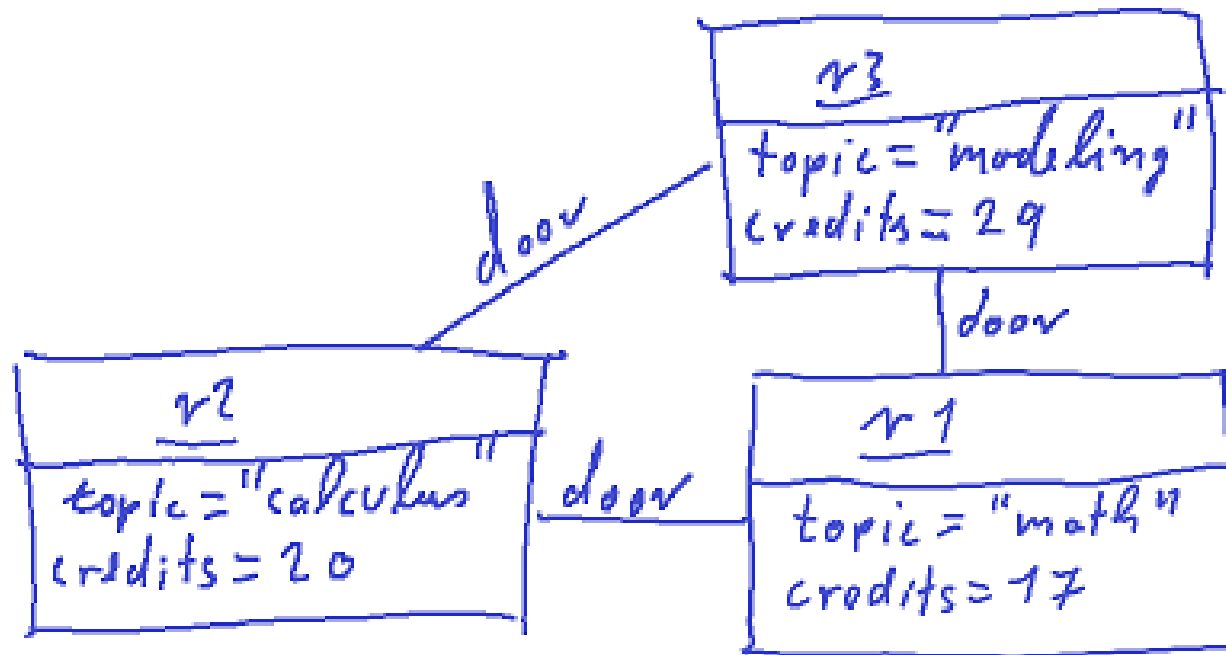 r3
topic="modeling"
credits=29
door
door
r2
topic="calculus"
credits=20
door
r1
topic="math"
credits=17